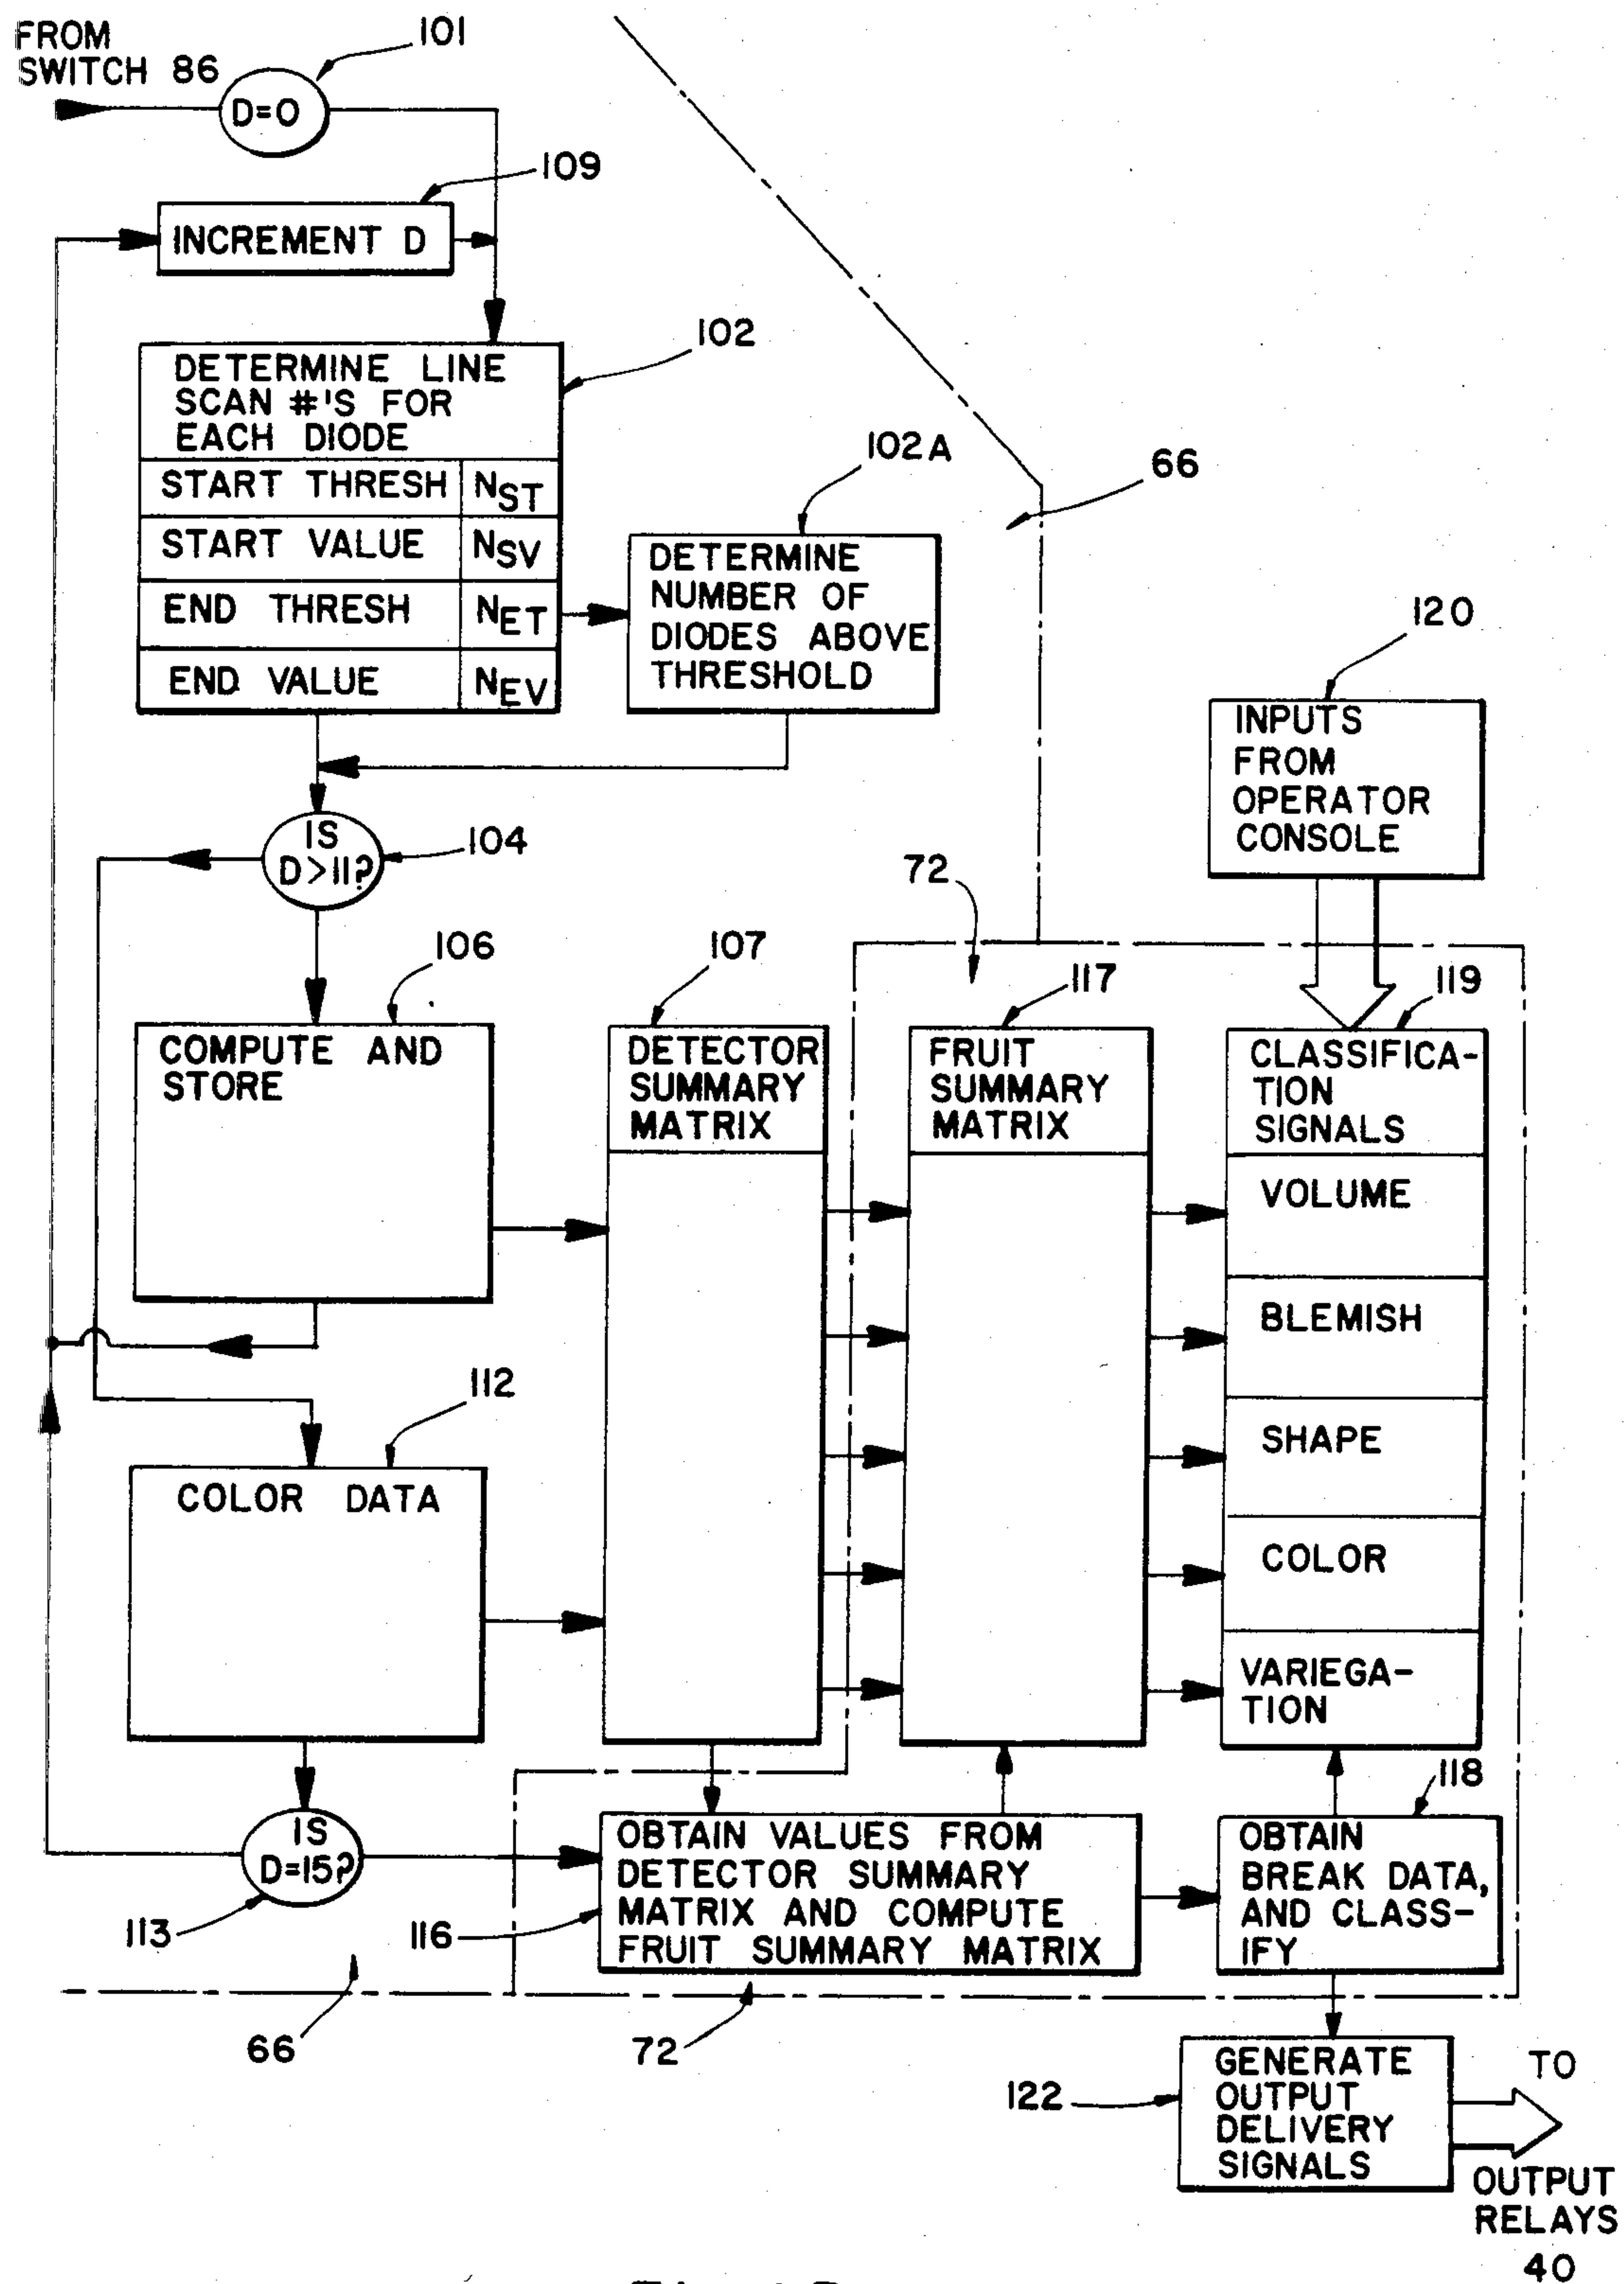 FROM
SWITCH 86
101
D=0
109
INCREMENT D
102
DETERMINE LINE
SCAN #'S FOR
EACH DIODE
START THRESH NST
START VALUE NSV
END THRESH NET
END VALUE NEV
102A
66
DETERMINE
NUMBER OF
DIODES ABOVE
THRESHOLD
120
INPUTS
FROM
OPERATOR
CONSOLE
IS
D>11?
104
72
106
107
117
119
COMPUTE AND
STORE
DETECTOR
SUMMARY
MATRIX
FRUIT
SUMMARY
MATRIX
CLASSIFICA-
TION
SIGNALS
VOLUME
BLEMISH
SHAPE
COLOR
VARIEGA-
TION
112
COLOR DATA
118
IS
D=15?
113
116
OBTAIN VALUES FROM
DETECTOR SUMMARY
MATRIX AND COMPUTE
FRUIT SUMMARY MATRIX
OBTAIN
BREAK DATA,
AND CLASS-
IFY
66
72
122
GENERATE
OUTPUT
DELIVERY
SIGNALS
TO
OUTPUT
RELAYS
40